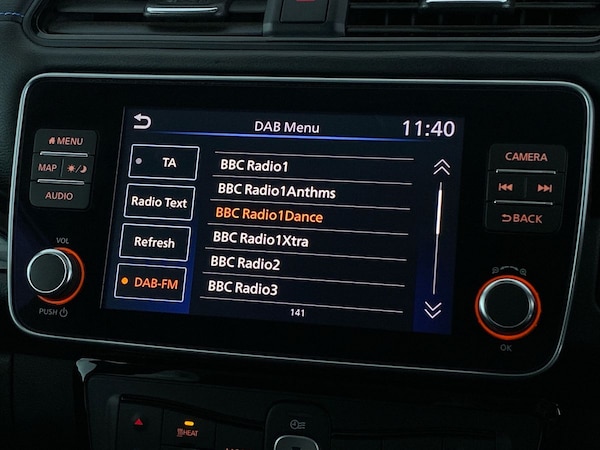 DAB Menu
11:40
TA
Radio Text
Refresh
DAB-FM
BBC Radio1
BBC Radio1Anthms
BBC Radio1Dance
BBC Radio1Xtra
BBC Radio2
BBC Radio3
141
MENU
MAP
AUDIO
VOL
PUSH
CAMERA
BACK
OK
HEAT